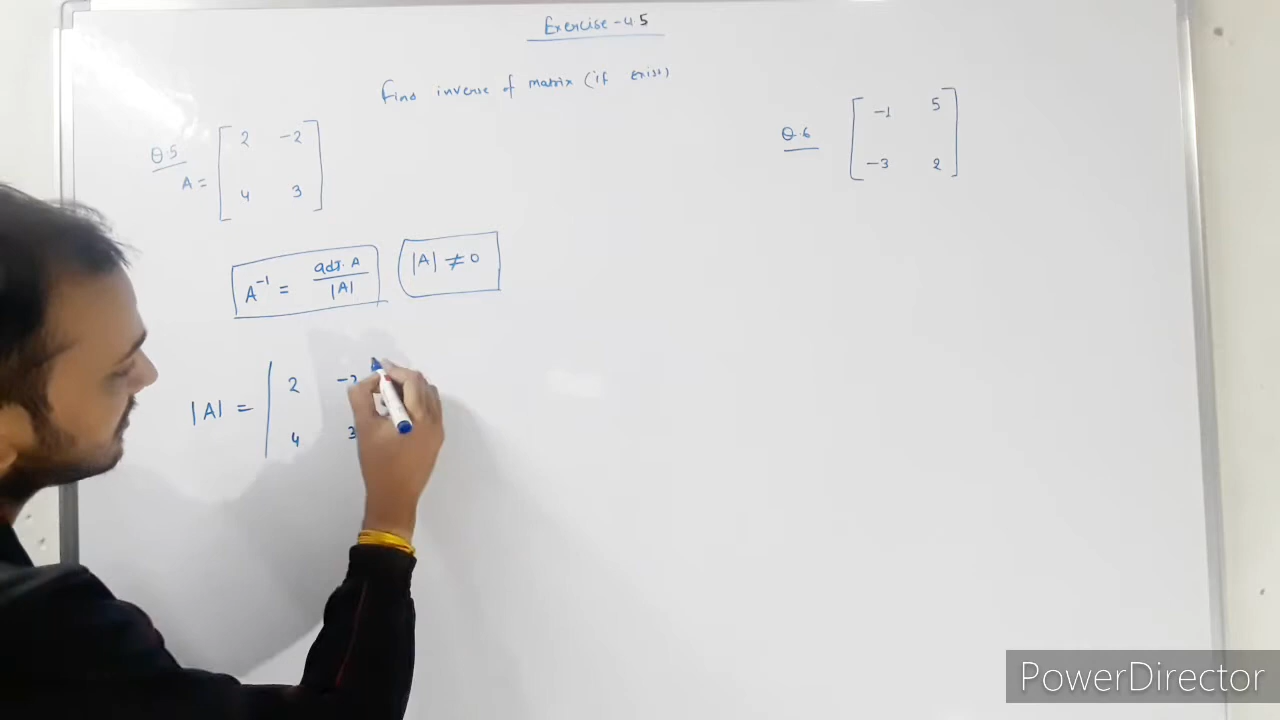 Exercise-4.5
Find inverse of matrix (if exist)
Q.5
A = [ 2 -2
4 3 ]
A⁻¹ = adj. A / |A|
|A| ≠ 0
|A| = | 2 -2
4 3
Q.6
[ -1 5
-3 2 ]
PowerDirector